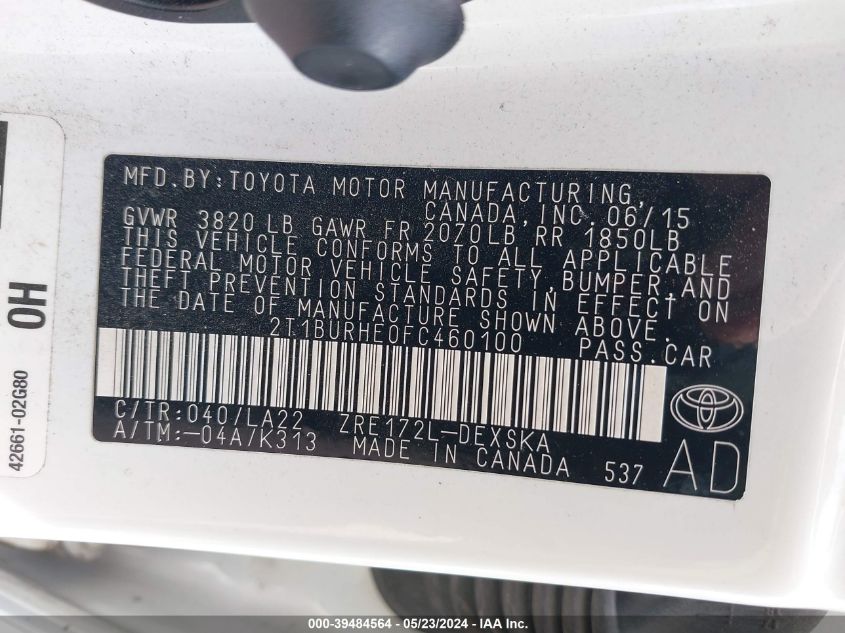 MFD.BY:TOYOTA MOTOR MANUFACTURING,
CANADA,INC. 06/15
GVWR 3820 LB GAWR FR 2070LB RR 1850LB
THIS VEHICLE CONFORMS TO ALL APPLICABLE
FEDERAL MOTOR VEHICLE SAFETY,BUMPER,AND
THEFT PREVENTION STANDARDS IN EFFECT ON
THE DATE OF MANUFACTURE SHOWN ABOVE.
2T1BURHE0FC460100 PASS.CAR
C/TR:040/LA22 ZRE172L-DEXSKA
A/TM:-04A/K313 MADE IN CANADA 537 AD
0H
42661-02G80
000-39484564 - 05/23/2024 - IAA Inc.